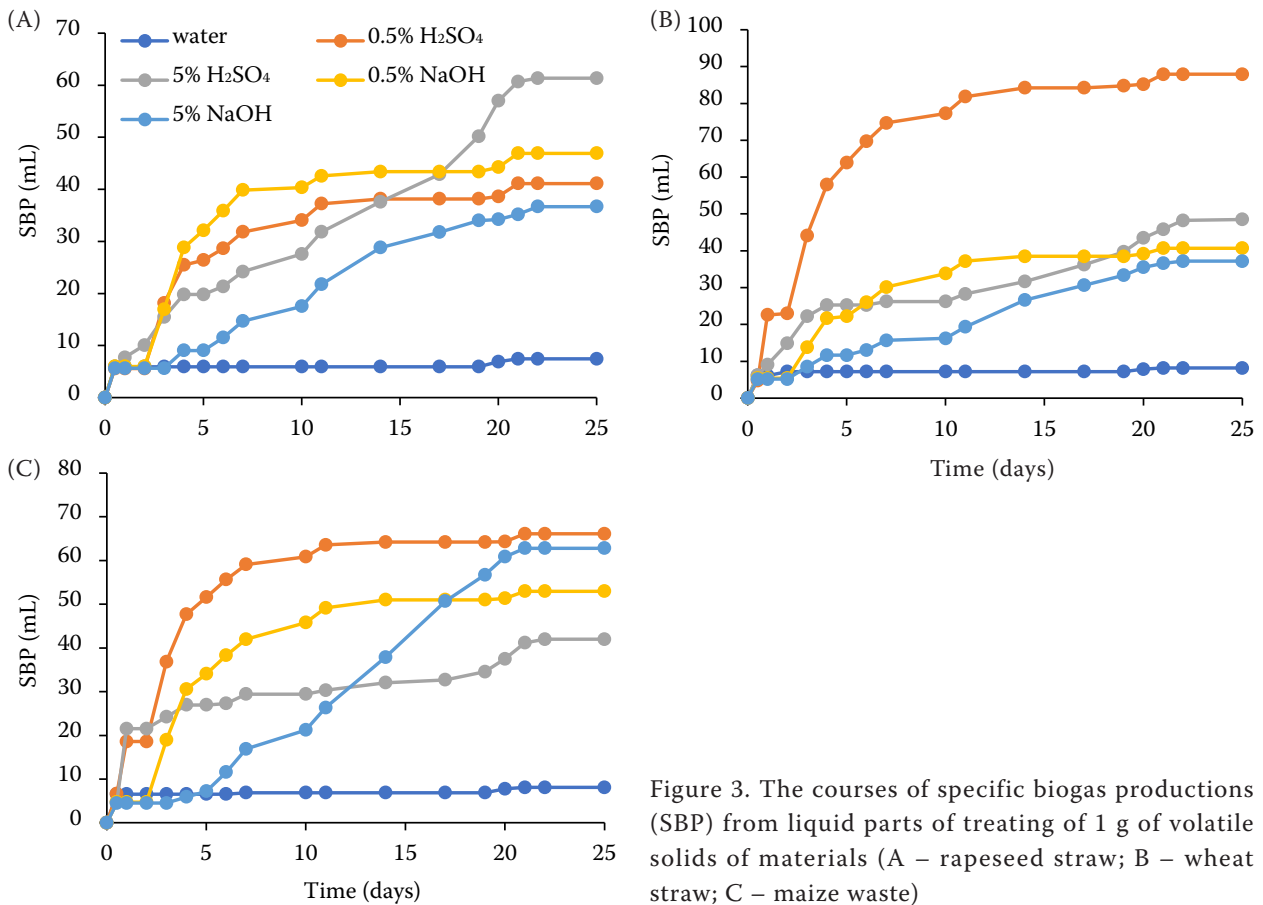 (A)
70
60
50
40
30
20
10
0
SBP (mL)
water
0.5% H₂SO₄
5% H₂SO₄
0.5% NaOH
5% NaOH
0 5 10 15 20 25
(B)
100
90
80
70
60
50
40
30
20
10
0
SBP (mL)
0 5 10 15 20 25
Time (days)
(C)
80
70
60
50
40
30
20
10
0
SBP (mL)
0 5 10 15 20 25
Time (days)
Figure 3. The courses of specific biogas productions
(SBP) from liquid parts of treating of 1 g of volatile
solids of materials (A – rapeseed straw; B – wheat
straw; C – maize waste)